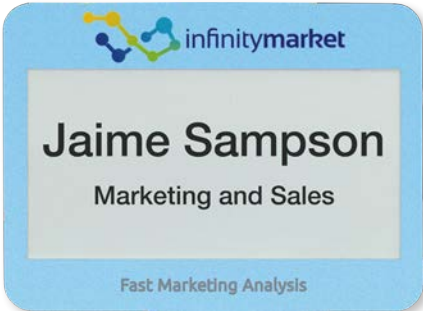 infinitymarket
Jaime Sampson
Marketing and Sales
Fast Marketing Analysis